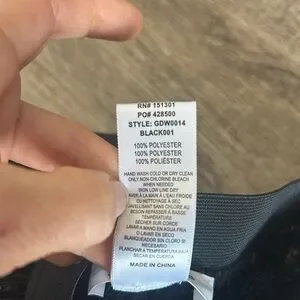 RN# 151301
PO# 428500
STYLE: GDW0014
BLACK001
100% POLYESTER
100% POLYESTER
100% POLIÉSTER
HAND WASH COLD OR DRY CLEAN
ONLY NON-CHLORINE BLEACH
WHEN NEEDED
IRON LOW LINE DRY
LAVER À LA MAIN À L'EAU FROIDE
OU NETTOYAGE À SEC
JAVELLISANT SANS CHLORE AU
BESOIN REPASSER À BASSE
TEMPÉRATURE
SÉCHER SUR CORDE
LAVAR A MANO EN AGUA FRIA
O LAVAR EN SECO
BLANQUEADOR SIN CLORO SI
NECESARIO
PLANCHAR A TEMPERATURA BAJA
SECAR EN CUERDA
MADE IN CHINA